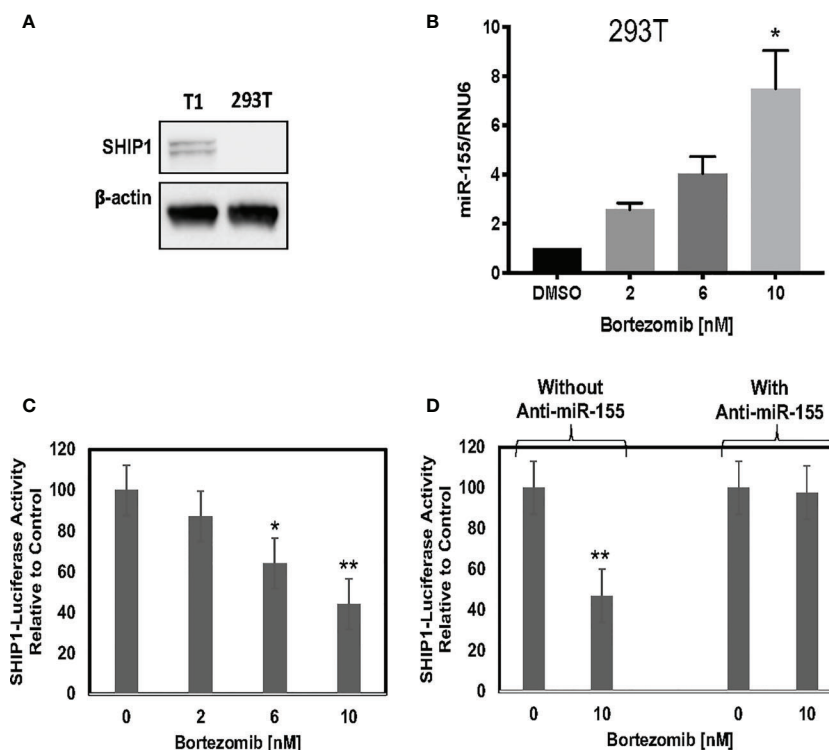 A
T1 293T
SHIP1
β-actin
B
293T
*
10
8
6
4
2
0
miR-155/RNU6
DMSO 2 6 10
Bortezomib [nM]
C
120
100
80
60
40
20
0
SHIP1-Luciferase Activity
Relative to Control
*
**
0 2 6 10
Bortezomib [nM]
D
Without
Anti-miR-155
With
Anti-miR-155
120
100
80
60
40
20
0
SHIP1-Luciferase Activity
Relative to Control
**
0 10 0 10
Bortezomib [nM]